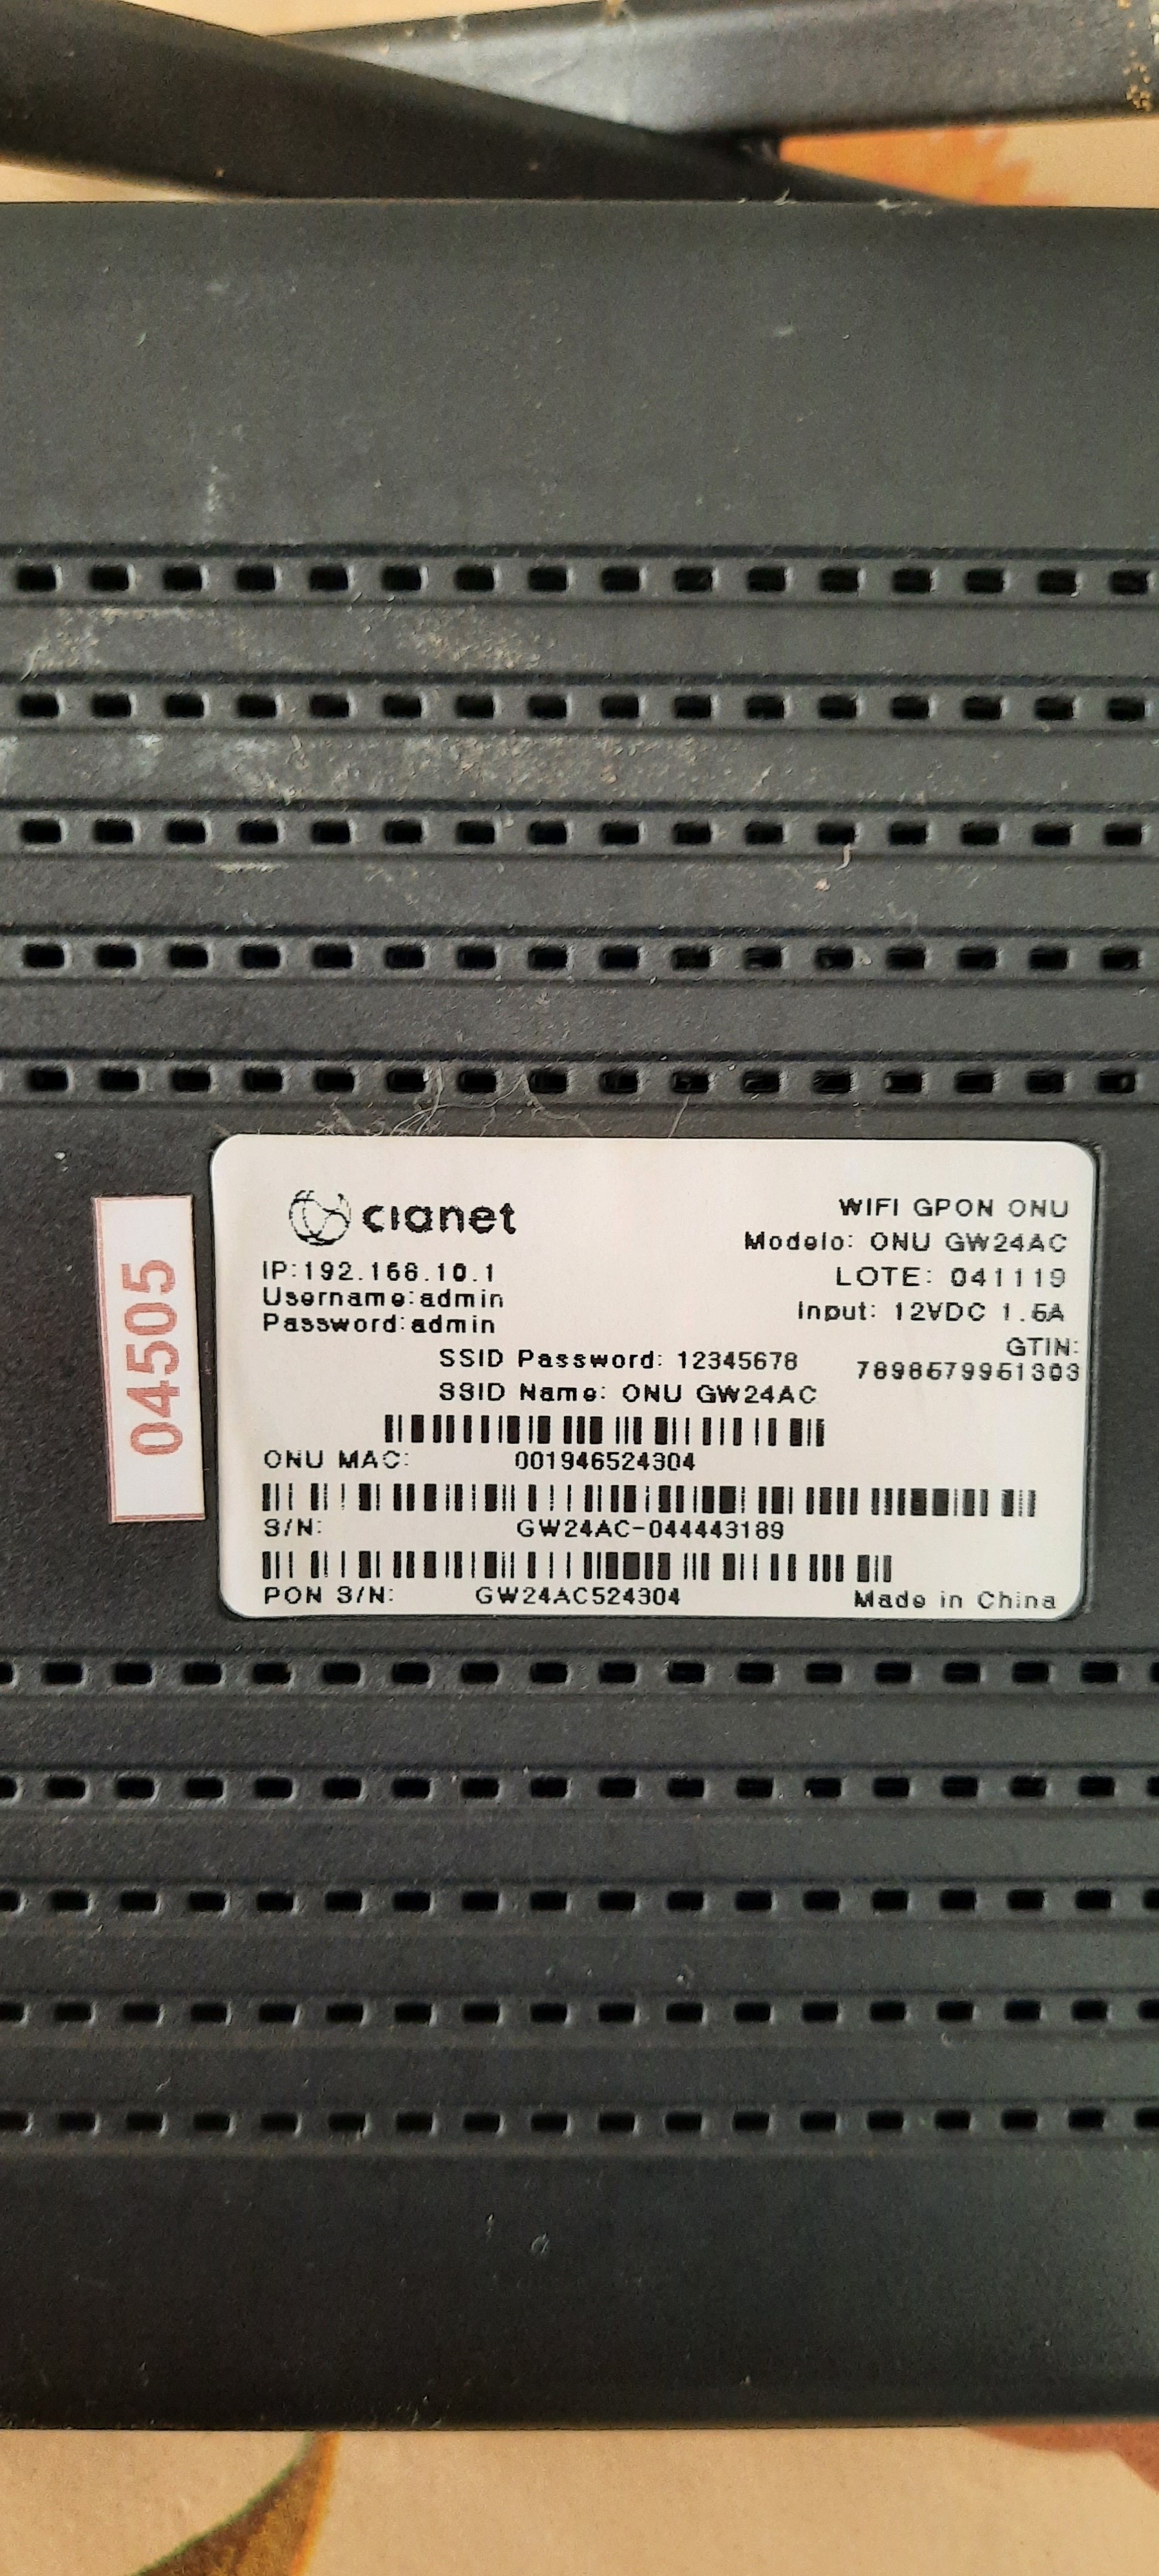 cianet
WIFI GPON ONU
Modelo: ONU GW24AC
LOTE: 041119
Input: 12VDC 1.5A
GTIN:
7898579951303
IP:192.168.10.1
Username:admin
Password:admin
SSID Password: 12345678
SSID Name: ONU GW24AC
ONU MAC: 001946524304
S/N: GW24AC-044443189
PON S/N: GW24AC524304
Made in China
04505